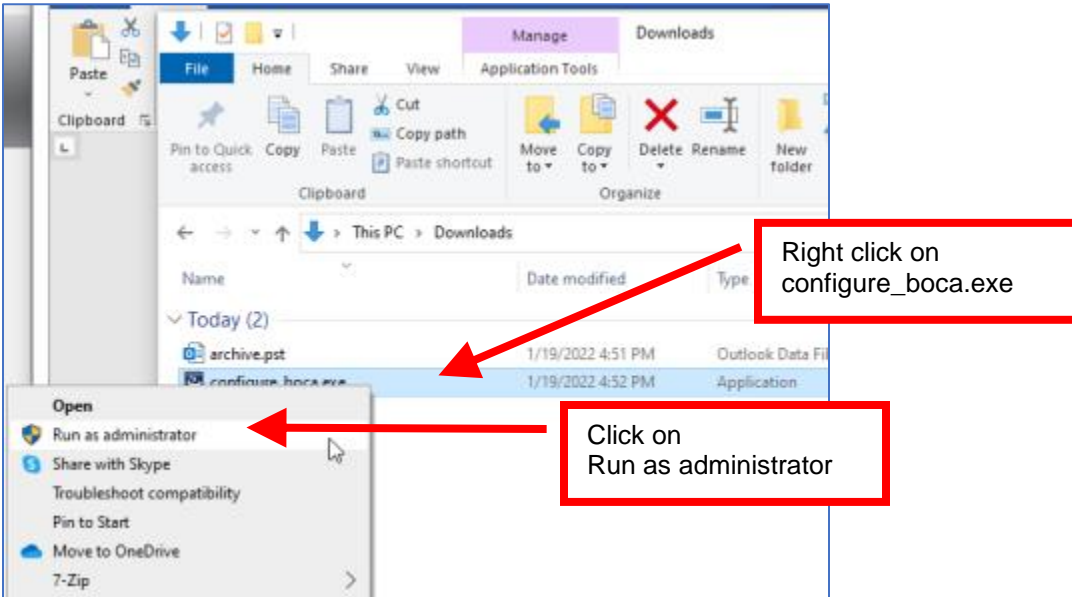 Manage
Downloads
File
Home
Share
View
Application Tools
Paste
Clipboard
Pin to Quick
access
Copy
Paste
Cut
Copy path
Paste shortcut
Move
to
Copy
to
Delete
Rename
New
folder
Clipboard
Organize
This PC > Downloads
Name
Date modified
Type
Today (2)
archive.pst
1/19/2022 4:51 PM
Outlook Data Fil
configure_boca.exe
1/19/2022 4:52 PM
Application
Right click on
configure_boca.exe
Open
Run as administrator
Share with Skype
Troubleshoot compatibility
Pin to Start
Move to OneDrive
7-Zip
Click on
Run as administrator